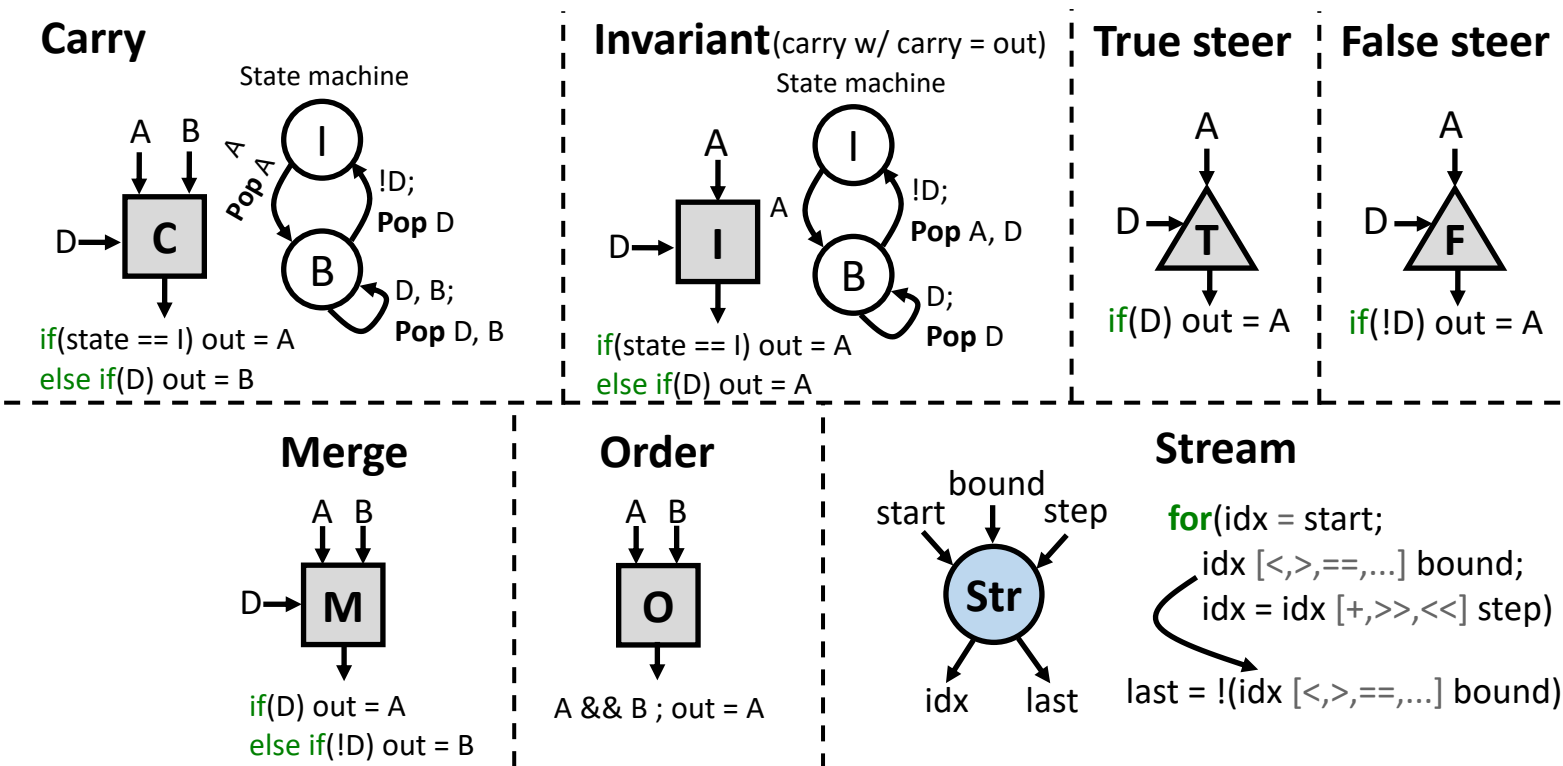 Carry
State machine
A B
D
C
A
Pop A
I
!D;
Pop D
B
D, B;
Pop D, B
if(state == I) out = A
else if(D) out = B
Invariant(carry w/ carry = out)
State machine
A
D
I
A
I
!D;
Pop A, D
B
D;
Pop D
if(state == I) out = A
else if(D) out = A
True steer
A
D
T
if(D) out = A
False steer
A
D
F
if(!D) out = A
Merge
A B
D
M
if(D) out = A
else if(!D) out = B
Order
A B
O
A && B ; out = A
Stream
start
bound
step
Str
idx
last
for(idx = start;
idx [<,>,==,...] bound;
idx = idx [+,>>,<<] step)
last = !(idx [<,>,==,...] bound)